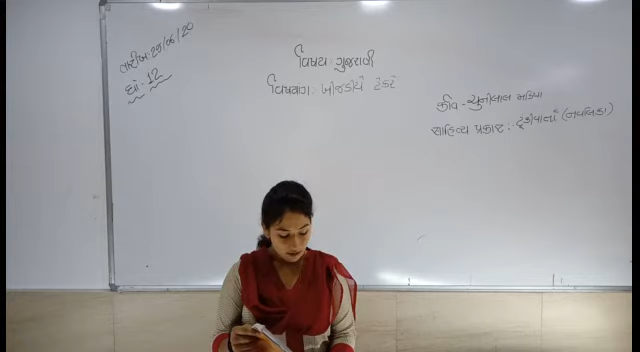 તારીખ: 29/06/20
ધો - 12
વિષય: ગુજરાતી
વિષયાંગ: ખીજડીયે ટેકરે
કવિ - ચુનીલાલ મડિયા
સાહિત્ય પ્રકાર: ટૂંકીવાર્તા (નવલિકા)